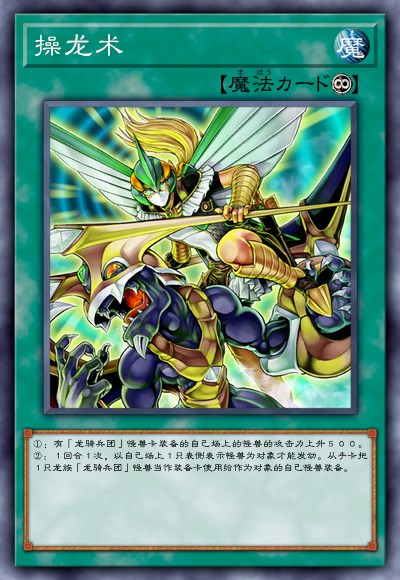 操龙术
魔
【魔法カード】
まほう
①：有「龙骑兵团」怪兽卡装备的自己场上的怪兽的攻击力上升５００。
②：１回合１次，以自己场上１只表侧表示怪兽为对象才能发动。从手卡把
１只龙族「龙骑兵团」怪兽当作装备卡使用给作为对象的自己怪兽装备。